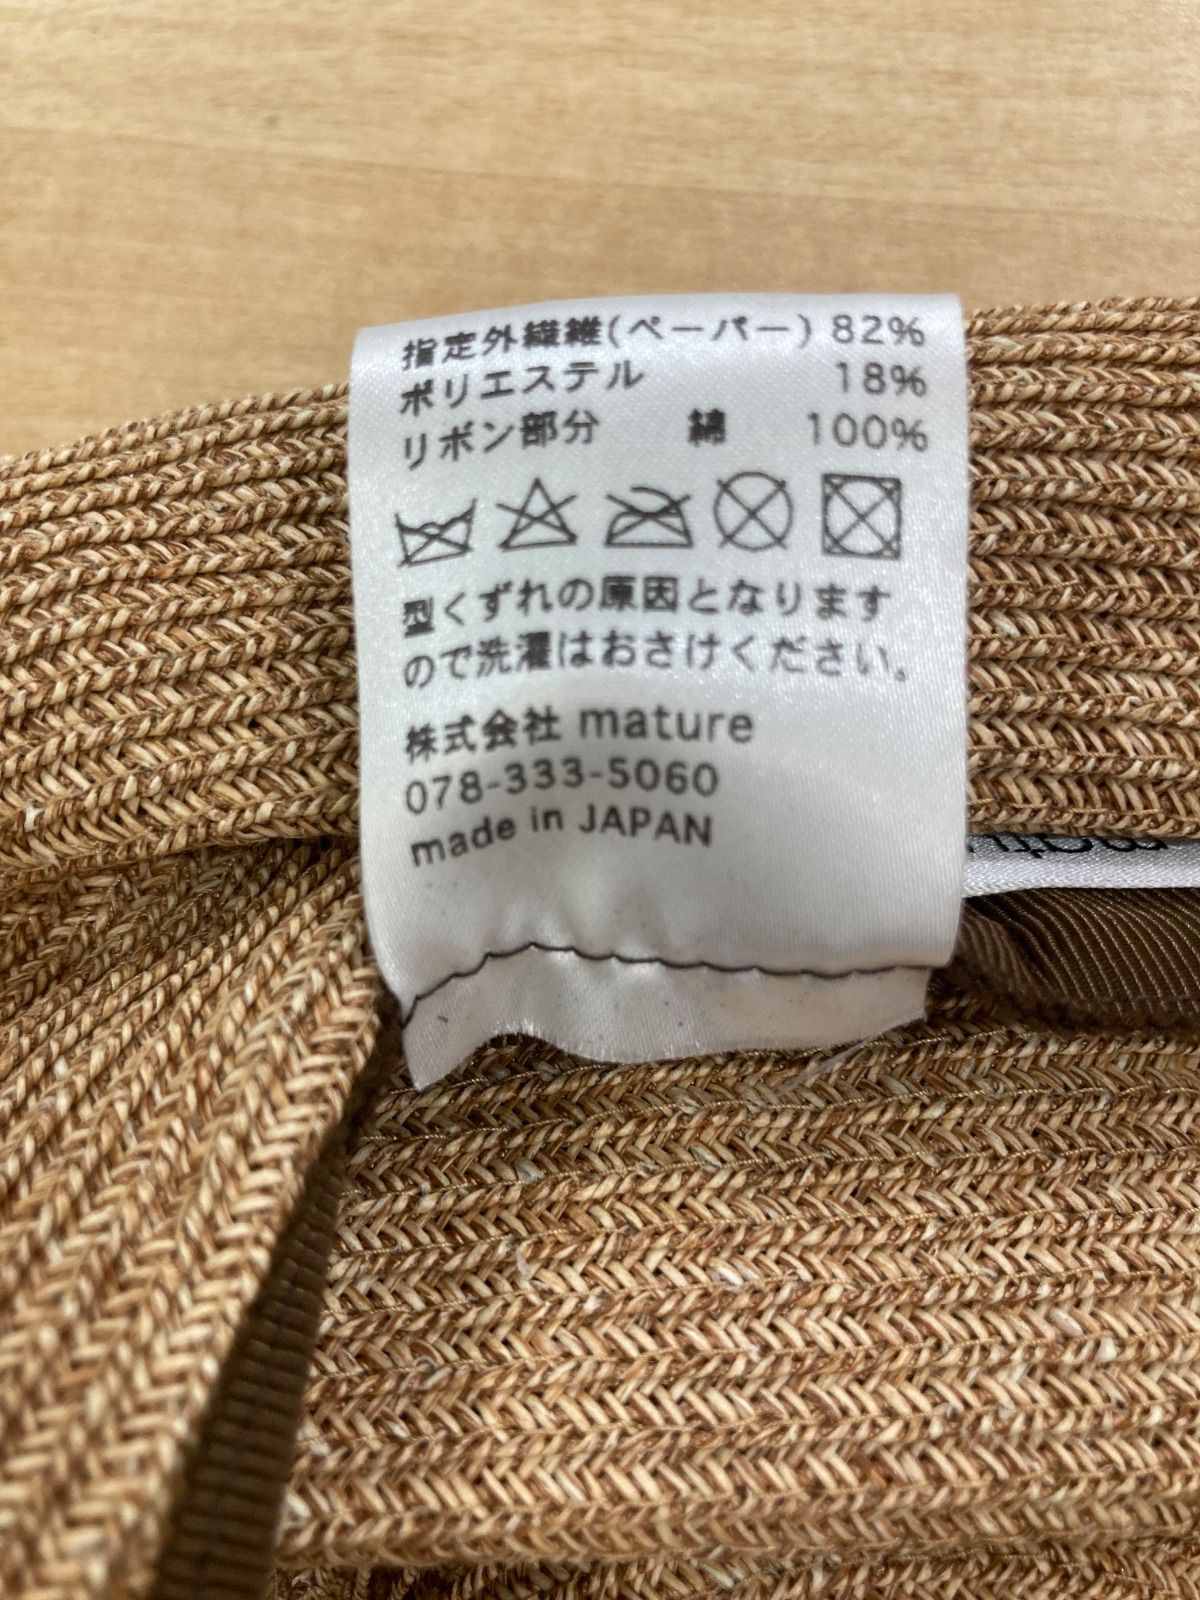 指定外繊維(ペーパー) 82%
ポリエステル 18%
リボン部分 綿 100%
型くずれの原因となります
ので洗濯はおさけください。
株式会社 mature
078-333-5060
made in JAPAN